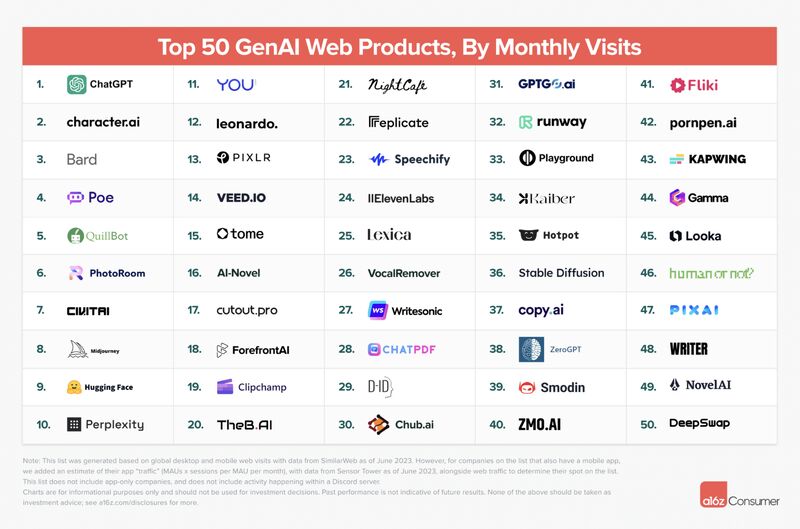 Top 50 GenAI Web Products, By Monthly Visits
1. ChatGPT
2. character.ai
3. Bard
4. Poe
5. QuillBot
6. PhotoRoom
7. CIVITAI
8. Midjourney
9. Hugging Face
10. Perplexity
11. YOU
12. leonardo.
13. PIXLR
14. VEED.IO
15. tome
16. AI-Novel
17. cutout.pro
18. ForefrontAI
19. Clipchamp
20. TheB.AI
21. NightCafe
22. Replicate
23. Speechify
24. IIElevenLabs
25. Lexica
26. VocalRemover
27. WS Writesonic
28. CHATPDF
29. D-ID
30. Chub.ai
31. GPTGO.ai
32. R runway
33. Playground
34. Kaiber
35. Hotpot
36. Stable Diffusion
37. copy.ai
38. ZeroGPT
39. Smodin
40. ZMO.AI
41. Fliki
42. pornpen.ai
43. KAPWING
44. Gamma
45. Looka
46. human or not?
47. PIXAI
48. WRITER
49. NovelAI
50. DeepSwap
Note: This list was generated based on global desktop and mobile web visits with data from SimilarWeb as of June 2023. However, for companies on the list that also have a mobile app,
we added an estimate of their app "traffic" (MAUs x sessions per MAU per month), with data from Sensor Tower as of June 2023, alongside web traffic to determine their spot on the list.
This list does not include app-only companies, and does not include activity happening within a Discord server.
Charts are for informational purposes only and should not be used for investment decisions. Past performance is not indicative of future results. None of the above should be taken as
investment advice; see a16z.com/disclosures for more.
a16z Consumer